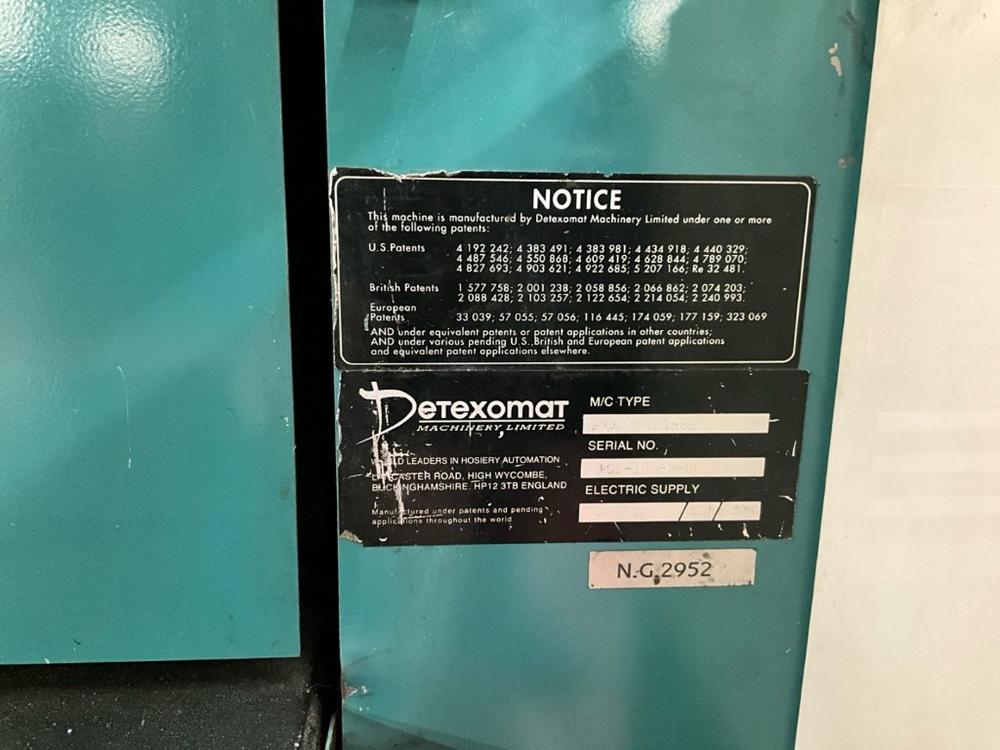 NOTICE
This machine is manufactured by Detexomat Machinery Limited under one or more
of the following patents:
U.S.Patents 4 192 242; 4 383 491; 4 383 981; 4 434 918; 4 440 329;
4 487 546; 4 550 868; 4 609 419; 4 628 844; 4 789 070;
4 827 693; 4 903 621; 4 922 685; 5 207 166; Re 32 481.
British Patents 1 577 758; 2 001 238; 2 058 856; 2 066 862; 2 074 203;
2 088 428; 2 103 257; 2 122 654; 2 214 054; 2 240 993.
European
Patents 33 039; 57 055; 57 056; 116 445; 174 059; 177 159; 323 069
AND under equivalent patents or patent applications in other countries;
AND under various pending U.S., British and European patent applications
and equivalent patent applications elsewhere.
DETEXOMAT
MACHINERY LIMITED
WORLD LEADERS IN HOSIERY AUTOMATION
LANCASTER ROAD, HIGH WYCOMBE,
BUCKINGHAMSHIRE. HP12 3TB ENGLAND
Manufactured under patents and pending
applications throughout the world
M/C TYPE
SERIAL NO.
ELECTRIC SUPPLY
N.G.2952